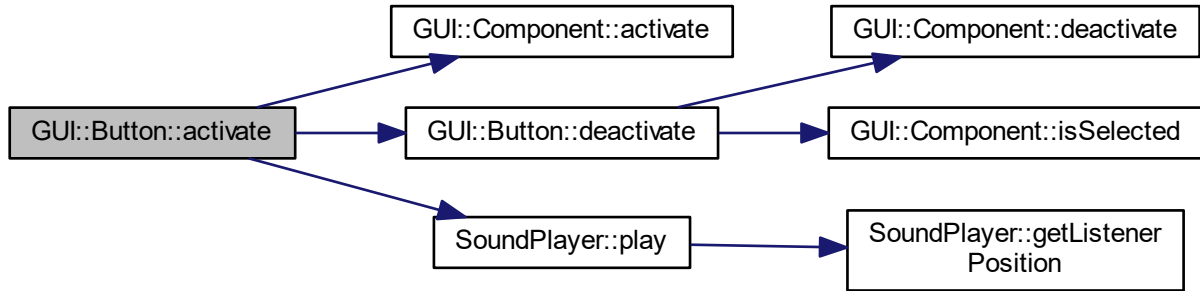 GUI::Component::activate
GUI::Component::deactivate
GUI::Button::activate
GUI::Button::deactivate
GUI::Component::isSelected
SoundPlayer::play
SoundPlayer::getListener
Position